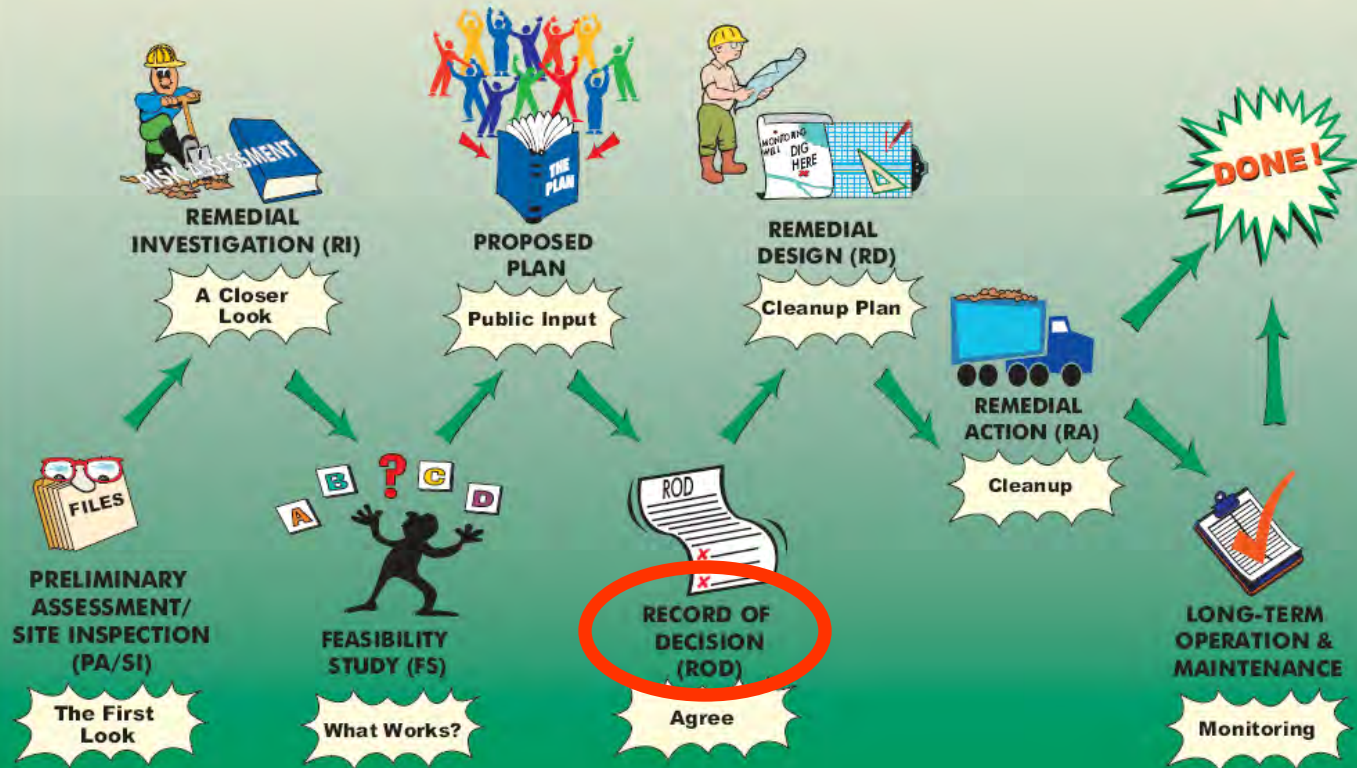 RISK ASSESSMENT
REMEDIAL
INVESTIGATION (RI)
A Closer
Look
THE
PLAN
PROPOSED
PLAN
Public Input
MONITORING
WELL
DIG
HERE
REMEDIAL
DESIGN (RD)
Cleanup Plan
DONE!
REMEDIAL
ACTION (RA)
Cleanup
FILES
PRELIMINARY
ASSESSMENT/
SITE INSPECTION
(PA/SI)
The First
Look
A
B
?
C
D
FEASIBILITY
STUDY (FS)
What Works?
ROD
x
x
RECORD OF
DECISION
(ROD)
Agree
LONG-TERM
OPERATION &
MAINTENANCE
Monitoring